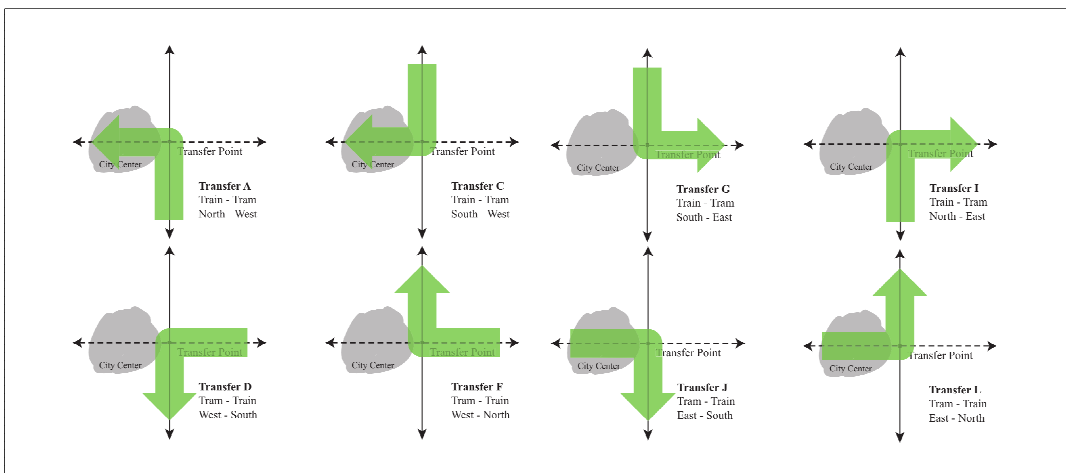 Transfer Point
City Center
Transfer A
Train - Tram
North - West
Transfer Point
City Center
Transfer C
Train - Tram
South - West
Transfer Point
City Center
Transfer G
Train - Tram
South - East
Transfer Point
City Center
Transfer I
Train - Tram
North - East
Transfer Point
City Center
Transfer D
Tram - Train
West - South
Transfer Point
City Center
Transfer F
Tram - Train
West - North
Transfer Point
City Center
Transfer J
Tram - Train
East - South
Transfer Point
City Center
Transfer L
Tram - Train
East - North